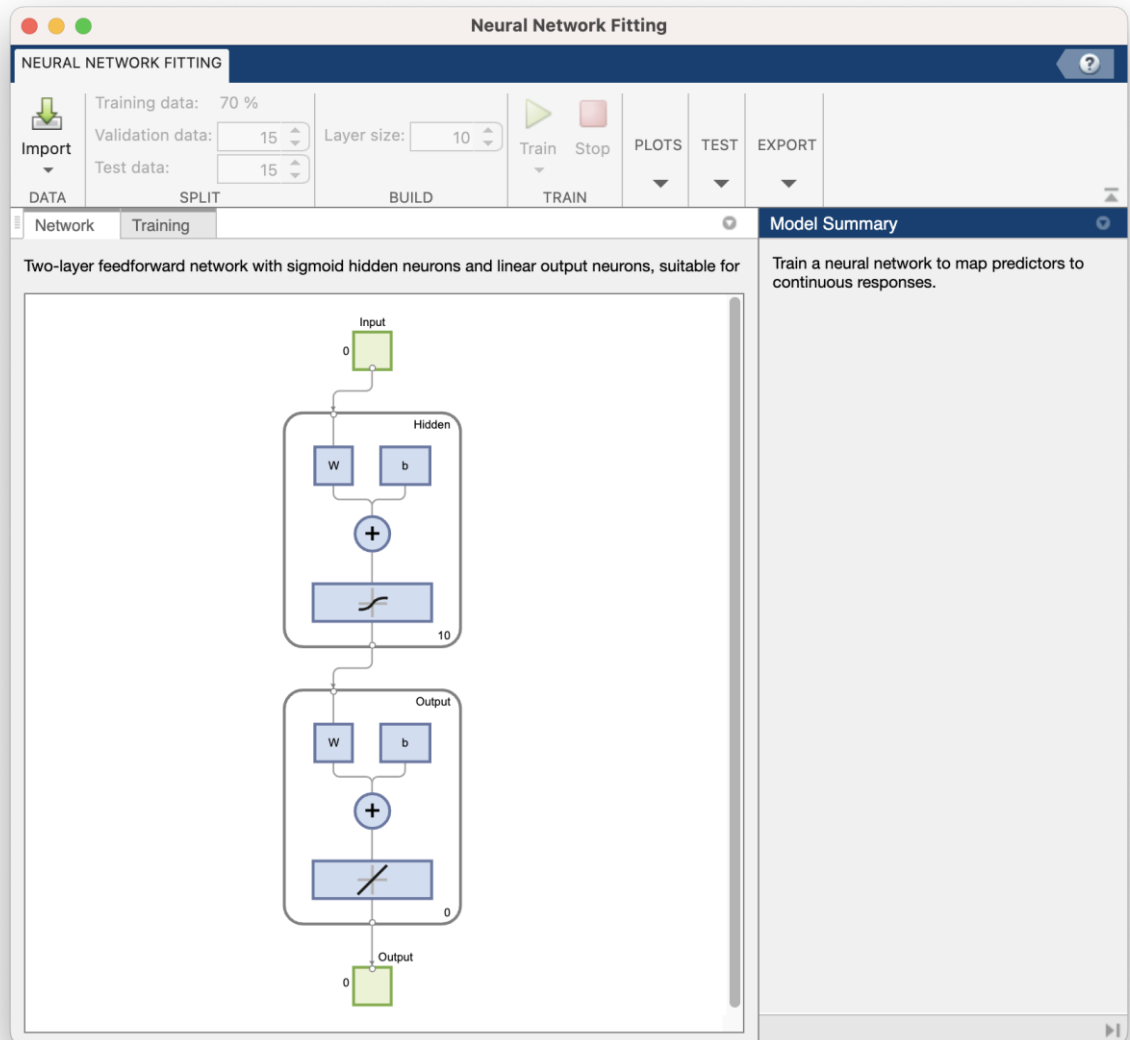 Neural Network Fitting
NEURAL NETWORK FITTING
?
Training data: 70 %
Validation data: 15
Test data: 15
Import
Layer size: 10
Train
Stop
PLOTS
TEST
EXPORT
DATA
SPLIT
BUILD
TRAIN
Network
Training
Model Summary
Two-layer feedforward network with sigmoid hidden neurons and linear output neurons, suitable for
Train a neural network to map predictors to
continuous responses.
Input
0
Hidden
W
b
+
10
Output
W
b
+
0
Output
0